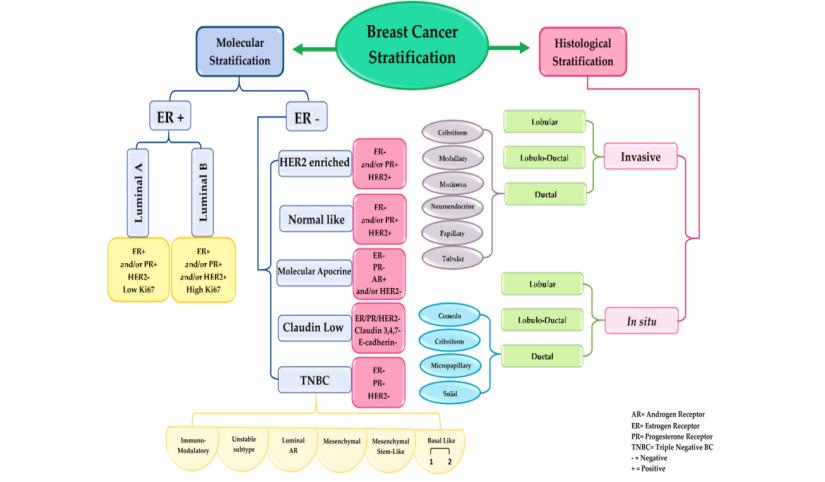 Breast Cancer
Stratification
Molecular
Stratification
Histological
Stratification
ER +
ER -
Luminal A
Luminal B
ER+
and/or PR+
HER2-
Low Ki67
ER+
and/or PR+
and/or HER2+
High Ki67
HER2 enriched
ER-
and/or PR+
HER2+
Normal like
ER-
and/or PR+
HER2+
Molecular Apocrine
ER-
PR-
AR+
and/or HER2-
Claudin Low
ER/PR/HER2-
Claudin 3,4,7-
E-cadherin-
TNBC
ER-
PR-
HER2-
Immuno-
Modulatory
Unstable
subtype
Luminal
AR
Mesenchymal
Mesenchymal
Stem-Like
Basal Like
1 2
Cribriform
Medullary
Mucinous
Neuroendocrine
Papillary
Tubular
Lobular
Lobulo-Ductal
Ductal
Invasive
Comedo
Cribriform
Micropapillary
Solid
Lobular
Lobulo-Ductal
Ductal
In situ
AR= Androgen Receptor
ER= Estrogen Receptor
PR= Progesterone Receptor
TNBC= Triple Negative BC
- = Negative
+ = Positive